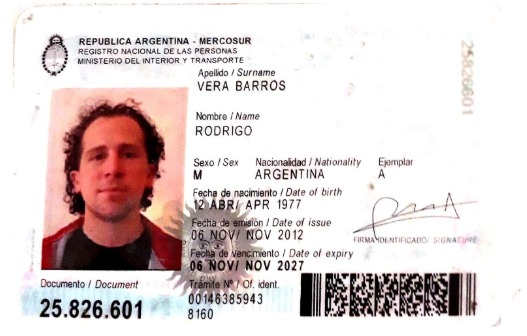 REPUBLICA ARGENTINA - MERCOSUR
REGISTRO NACIONAL DE LAS PERSONAS
MINISTERIO DEL INTERIOR Y TRANSPORTE
Apellido / Surname
VERA BARROS
Nombre / Name
RODRIGO
Sexo / Sex Nacionalidad / Nationality Ejemplar
M ARGENTINA A
Fecha de nacimiento / Date of birth
12 ABR/ APR 1977
Fecha de emisión / Date of issue
06 NOV/ NOV 2012
FIRMA IDENTIFICADO/ SIGNATURE
Fecha de vencimiento / Date of expiry
06 NOV/ NOV 2027
Documento / Document
25.826.601
Trámite Nº / Of. ident.
00146385943
8160
25826601